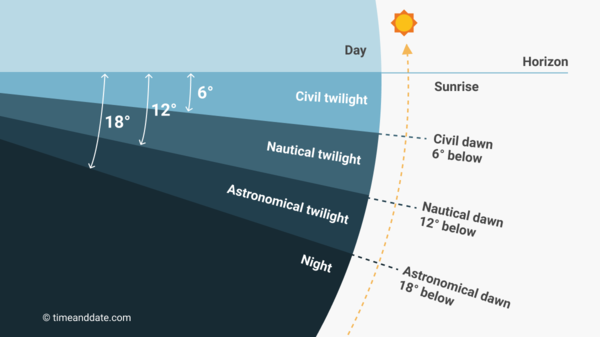 Day
Horizon
Sunrise
6°
Civil twilight
12°
18°
Civil dawn
6° below
Nautical twilight
Astronomical twilight
Nautical dawn
12° below
Night
Astronomical dawn
18° below
© timeanddate.com